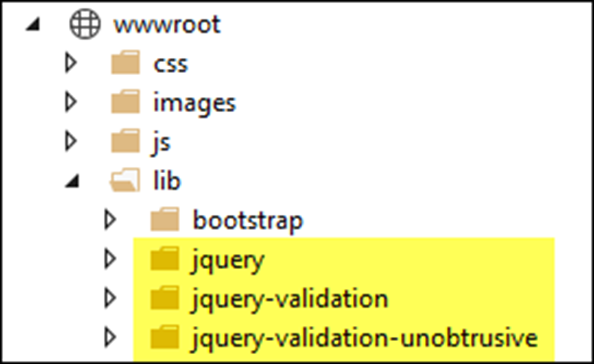 wwwroot
css
images
js
lib
bootstrap
jquery
jquery-validation
jquery-validation-unobtrusive